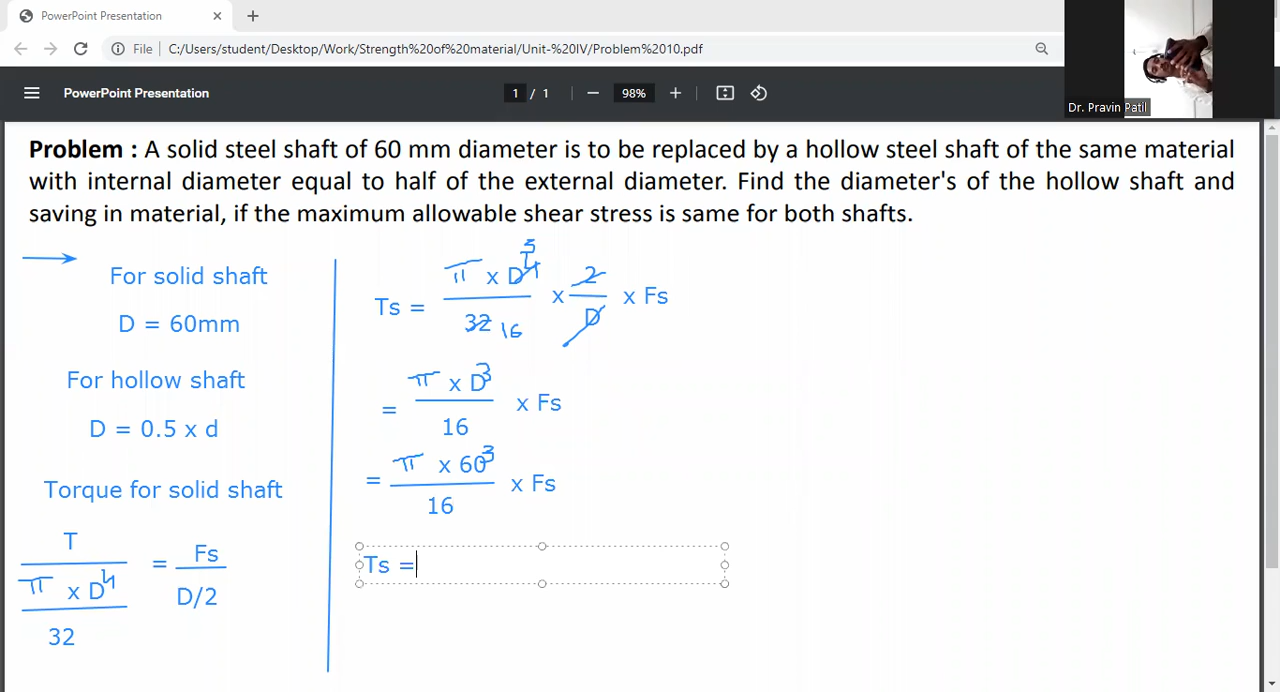 PowerPoint Presentation
File
C:/Users/student/Desktop/Work/Strength%20of%20material/Unit-%20IV/Problem%2010.pdf
PowerPoint Presentation
1 / 1
98%
Dr. Pravin Patil
Problem : A solid steel shaft of 60 mm diameter is to be replaced by a hollow steel shaft of the same material
with internal diameter equal to half of the external diameter. Find the diameter's of the hollow shaft and
saving in material, if the maximum allowable shear stress is same for both shafts.
For solid shaft
D = 60mm
For hollow shaft
D = 0.5 x d
Torque for solid shaft
T
π x D4
32
= Fs
D/2
3
π x D4 2
Ts = x x Fs
32 16 D
π x D3
= x Fs
16
π x 603
= x Fs
16
Ts =